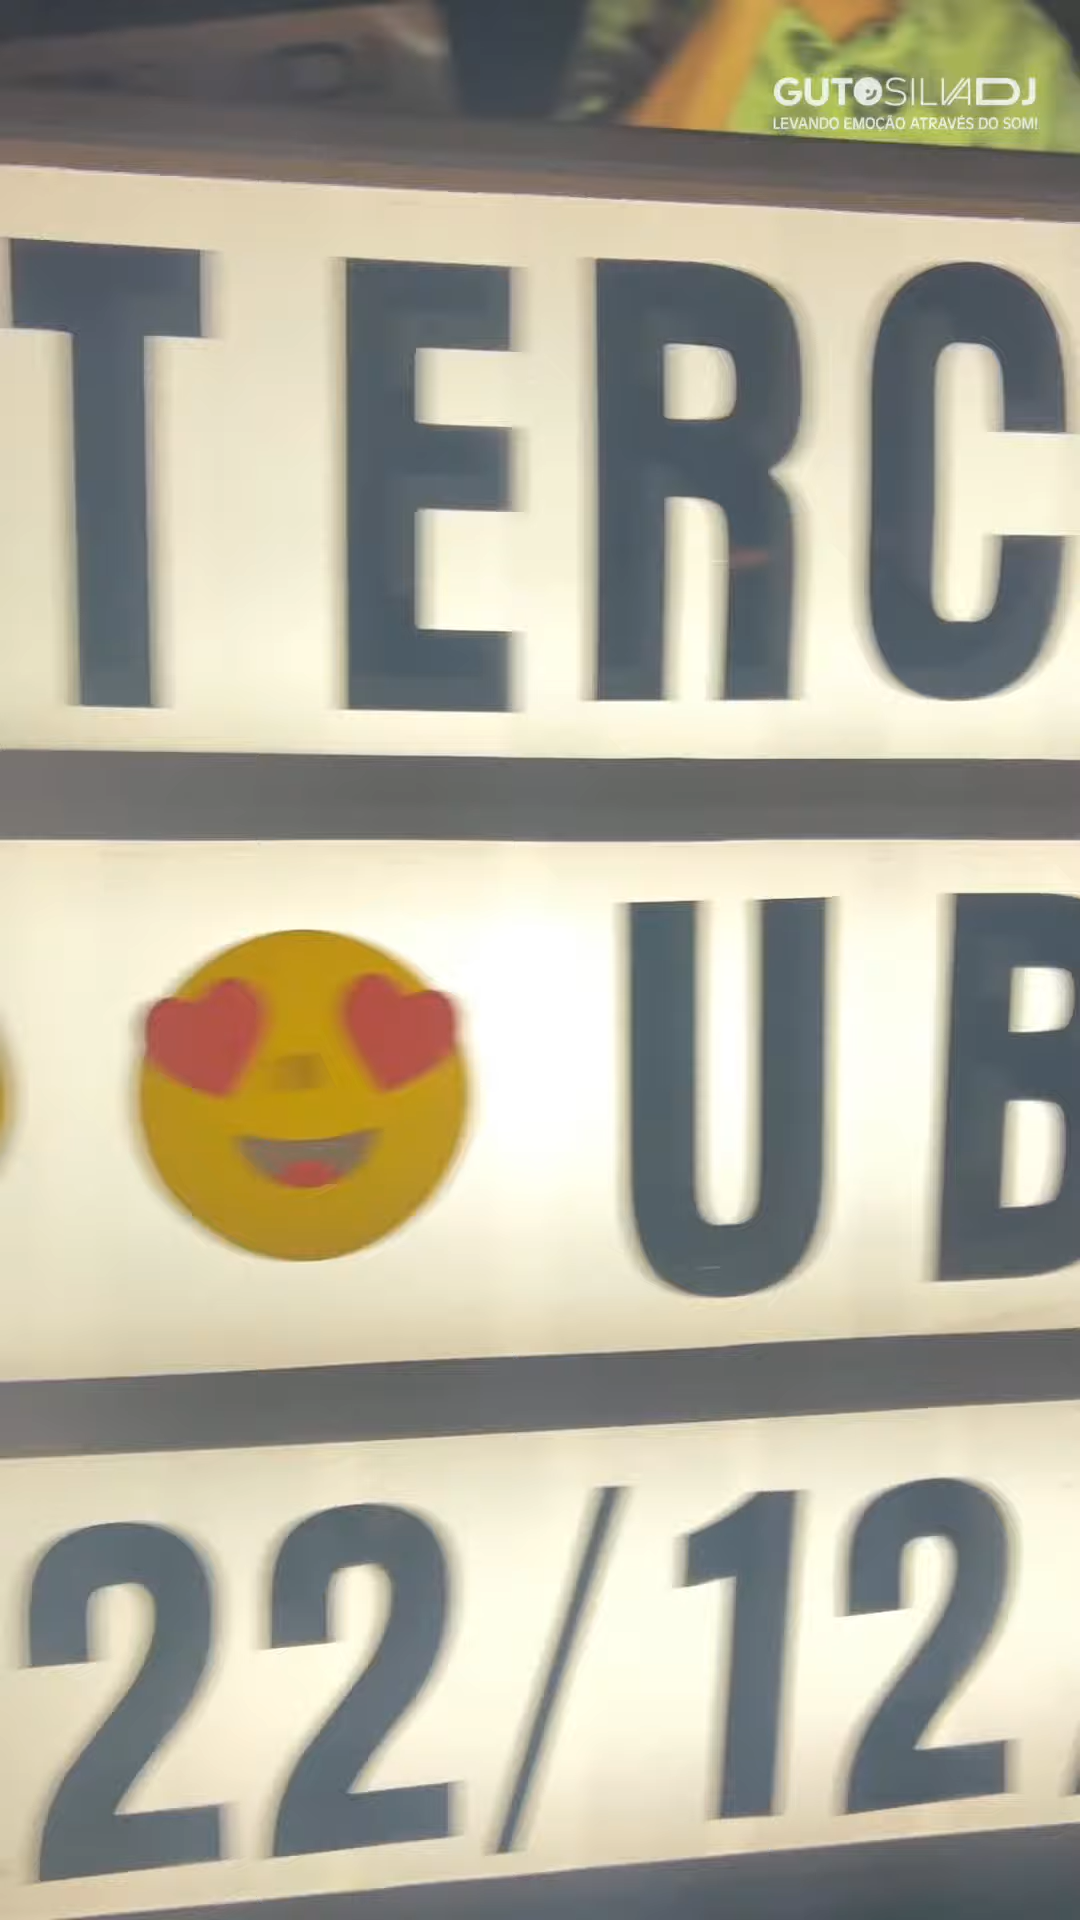 GUTOSILVADJ
LEVANDO EMOÇÃO ATRAVÉS DO SOM!
TERC
UB
22/12